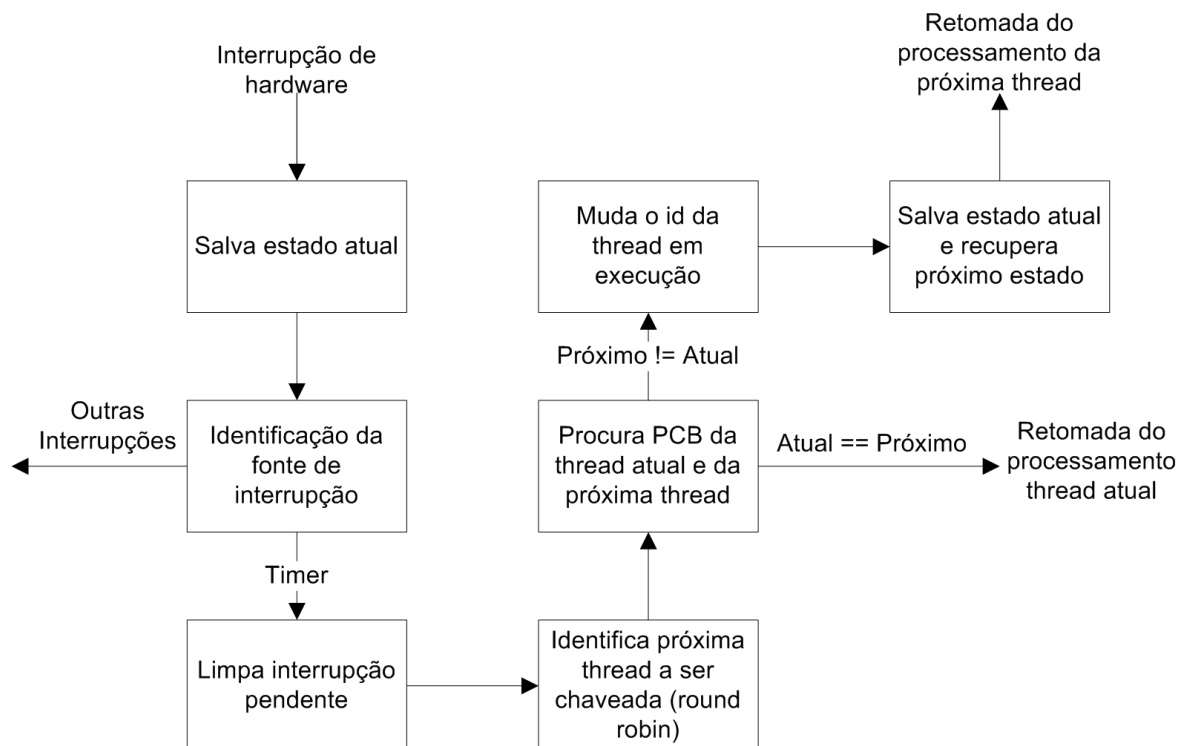 Interrupção de
hardware
Salva estado atual
Outras
Interrupções
Identificação da
fonte de
interrupção
Timer
Limpa interrupção
pendente
Identifica próxima
thread a ser
chaveada (round
robin)
Procura PCB da
thread atual e da
próxima thread
Atual == Próximo
Retomada do
processamento
thread atual
Próximo != Atual
Muda o id da
thread em
execução
Salva estado atual
e recupera
próximo estado
Retomada do
processamento da
próxima thread